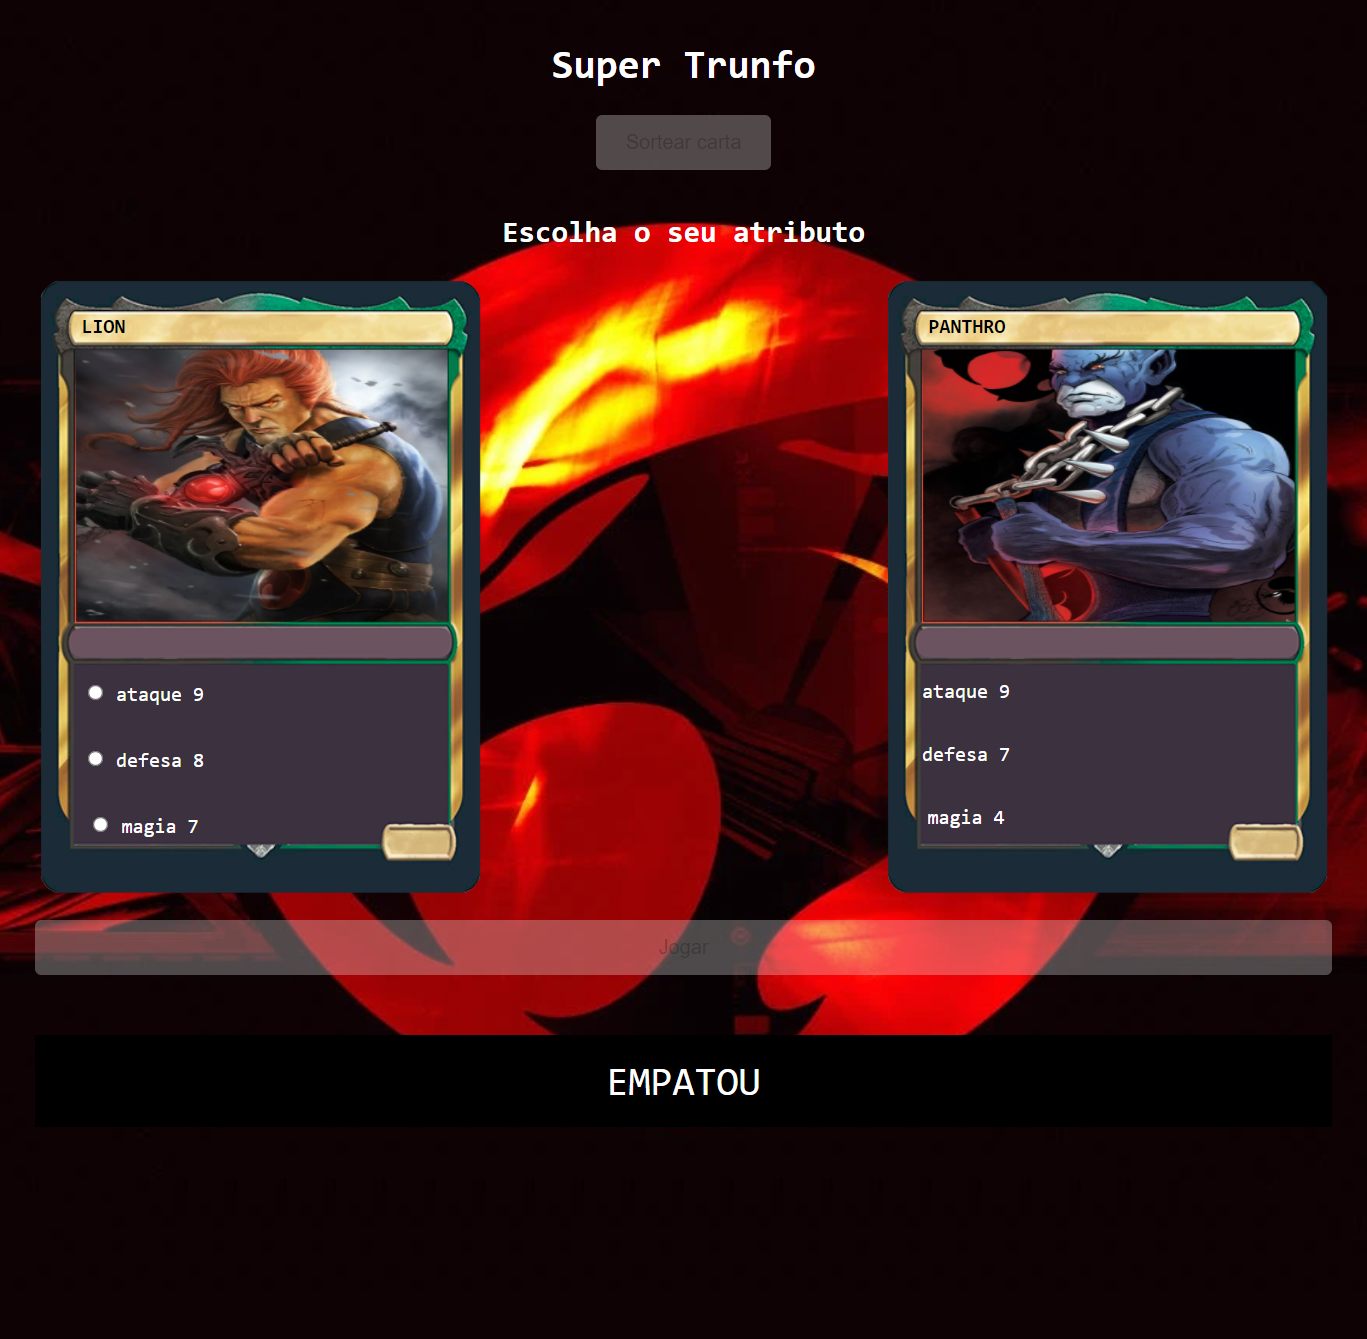 Super Trunfo
Sortear carta
Escolha o seu atributo
LION
ataque 9
defesa 8
magia 7
PANTHRO
ataque 9
defesa 7
magia 4
Jogar
EMPATOU